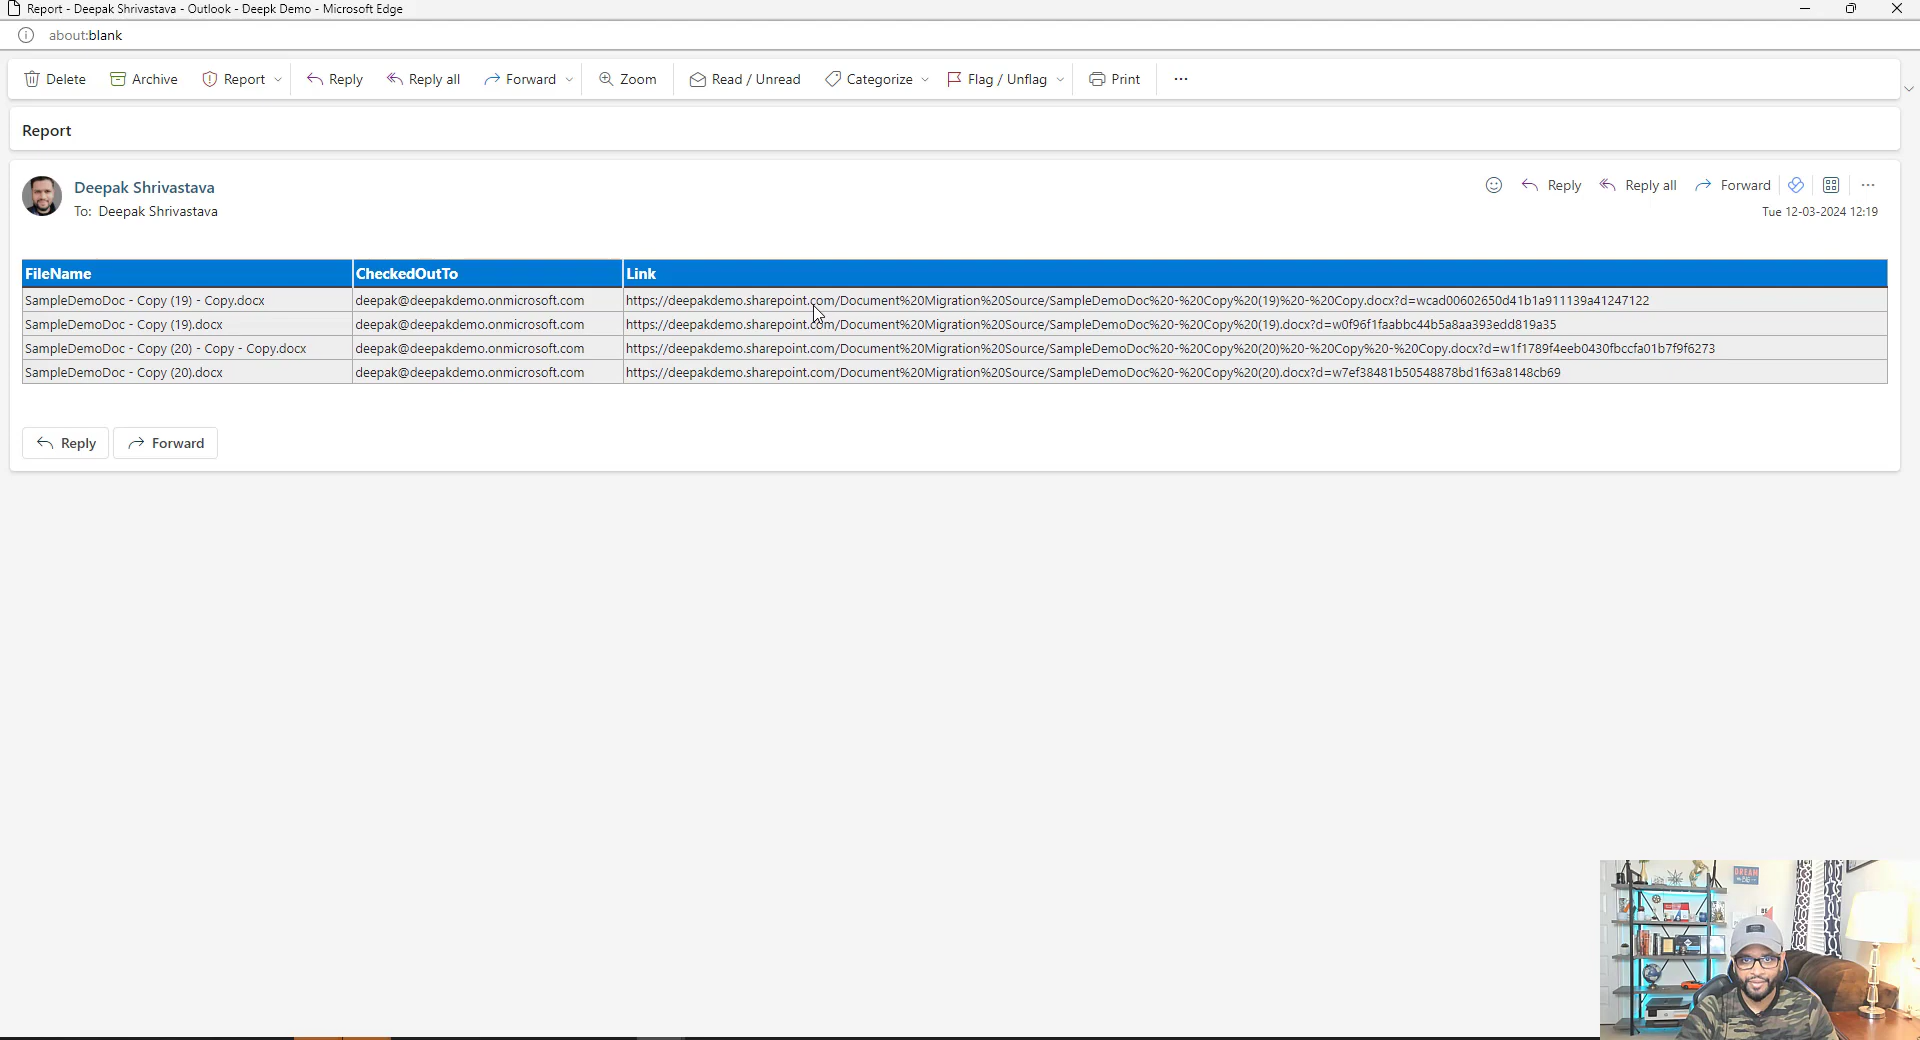 Report - Deepak Shrivastava - Outlook - Deepk Demo - Microsoft Edge
about:blank
Delete Archive Report Reply Reply all Forward Zoom Read / Unread Categorize Flag / Unflag Print
Report
Deepak Shrivastava
Reply Reply all Forward
To: Deepak Shrivastava
Tue 12-03-2024 12:19
FileName CheckedOutTo Link
SampleDemoDoc - Copy (19) - Copy.docx deepak@deepakdemo.onmicrosoft.com https://deepakdemo.sharepoint.com/Document%20Migration%20Source/SampleDemoDoc%20-%20Copy%20(19)%20-%20Copy.docx?d=wcad00602650d41b1a911139a41247122
SampleDemoDoc - Copy (19).docx deepak@deepakdemo.onmicrosoft.com https://deepakdemo.sharepoint.com/Document%20Migration%20Source/SampleDemoDoc%20-%20Copy%20(19).docx?d=w0f96f1faabbc44b5a8aa393edd819a35
SampleDemoDoc - Copy (20) - Copy - Copy.docx deepak@deepakdemo.onmicrosoft.com https://deepakdemo.sharepoint.com/Document%20Migration%20Source/SampleDemoDoc%20-%20Copy%20(20)%20-%20Copy%20-%20Copy.docx?d=w1f1789f4eeb0430fbccfa01b7f9f6273
SampleDemoDoc - Copy (20).docx deepak@deepakdemo.onmicrosoft.com https://deepakdemo.sharepoint.com/Document%20Migration%20Source/SampleDemoDoc%20-%20Copy%20(20).docx?d=w7ef38481b50548878bd1f63a8148cb69
Reply Forward
DREAM
BIG